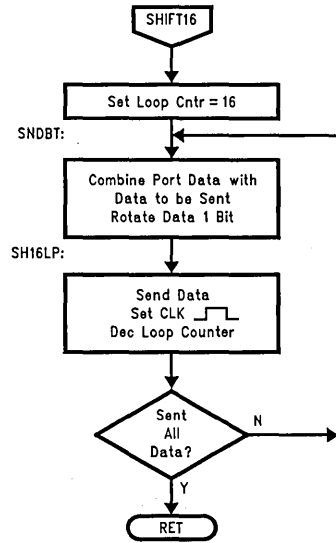 SHIFT16
Set Loop Cntr = 16
SNDBT:
Combine Port Data with
Data to be Sent
Rotate Data 1 Bit
SH16LP:
Send Data
Set CLK
Dec Loop Counter
Sent
All
Data?
N
Y
RET